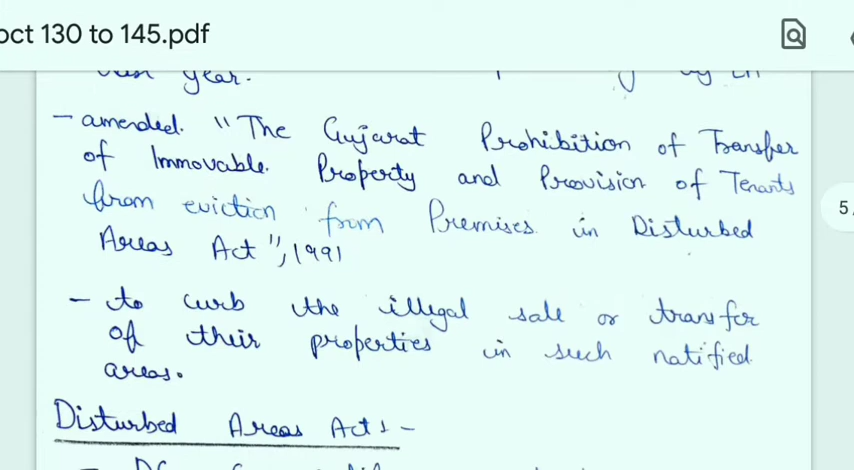 oct 130 to 145.pdf
year.
- amended. "The Gujarat Prohibition of Transfer
of Immovable. Property and Provision of Tenants
from eviction from Premises. in Disturbed
Areas Act", 1991
5
- to curb the illegal sale or transfer
of their properties in such notified
areas.
Disturbed Areas Act :-